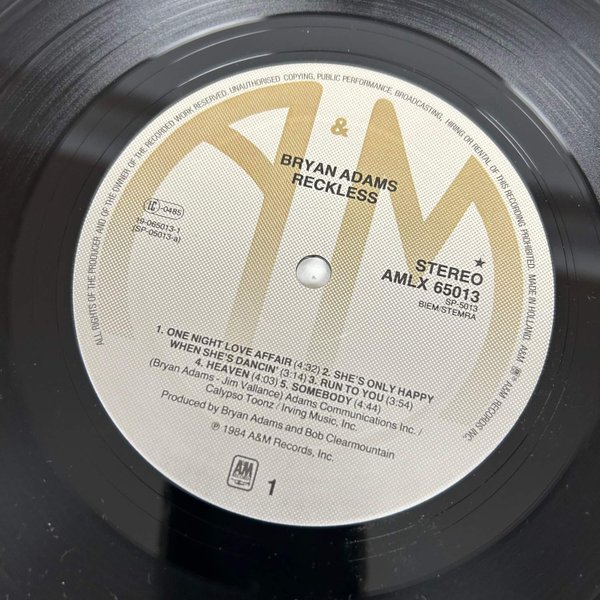 ALL RIGHTS OF THE PRODUCER AND OF THE OWNER OF THE RECORDED WORK RESERVED. UNAUTHORISED COPYING, PUBLIC PERFORMANCE, BROADCASTING, HIRING OR RENTAL OF THIS RECORDING PROHIBITED. MADE IN HOLLAND. A&M ℗-A&M RECORDS INC.
A & M
BRYAN ADAMS
RECKLESS
LC-0485
19-065013-1
(SP-05013-a)
★
STEREO
AMLX 65013
SP-5013
BIEM/STEMRA
1. ONE NIGHT LOVE AFFAIR (4:32) 2. SHE'S ONLY HAPPY
WHEN SHE'S DANCIN' (3:14) 3. RUN TO YOU (3:54)
4. HEAVEN (4:03) 5. SOMEBODY (4:44)
(Bryan Adams - Jim Vallance) Adams Communications Inc. /
Calypso Toonz / Irving Music, Inc.
Produced by Bryan Adams and Bob Clearmountain
℗ 1984 A&M Records, Inc.
A&M 1